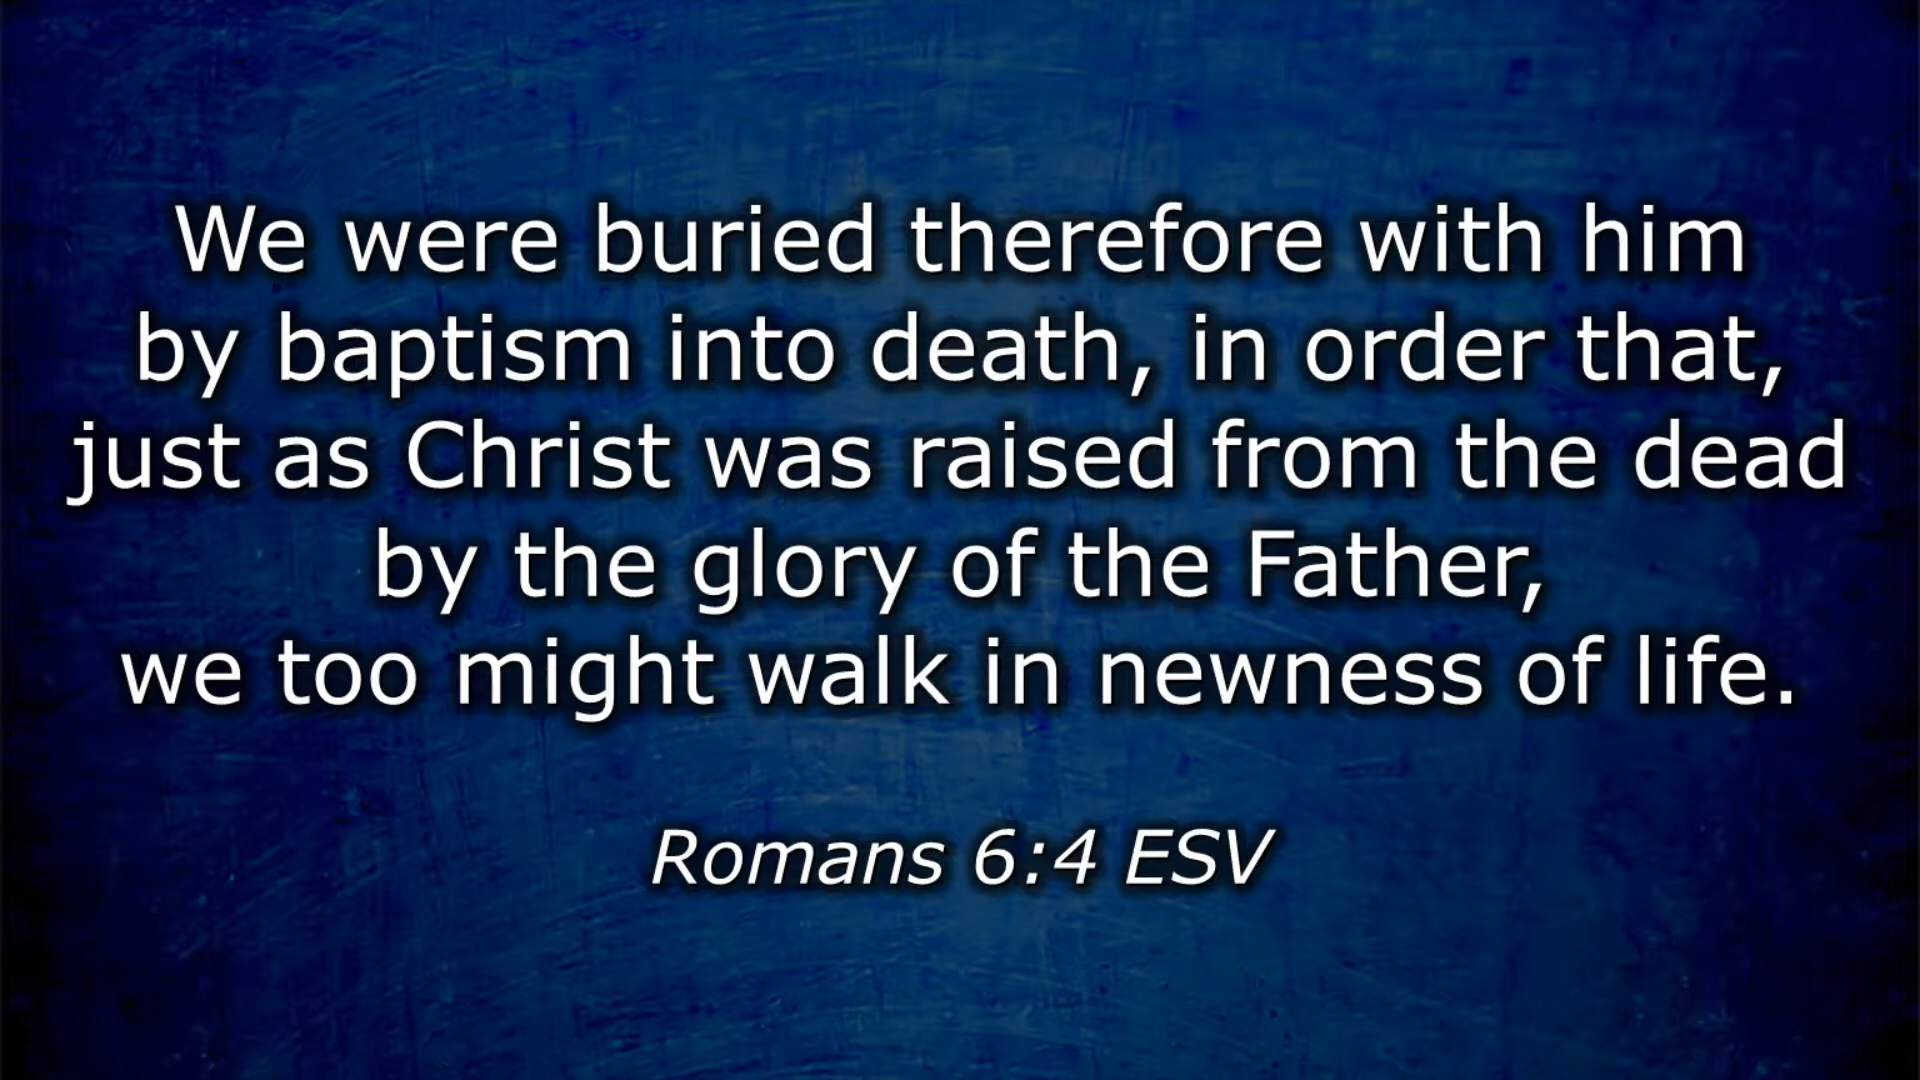 We were buried therefore with him
by baptism into death, in order that,
just as Christ was raised from the dead
by the glory of the Father,
we too might walk in newness of life.
Romans 6:4 ESV